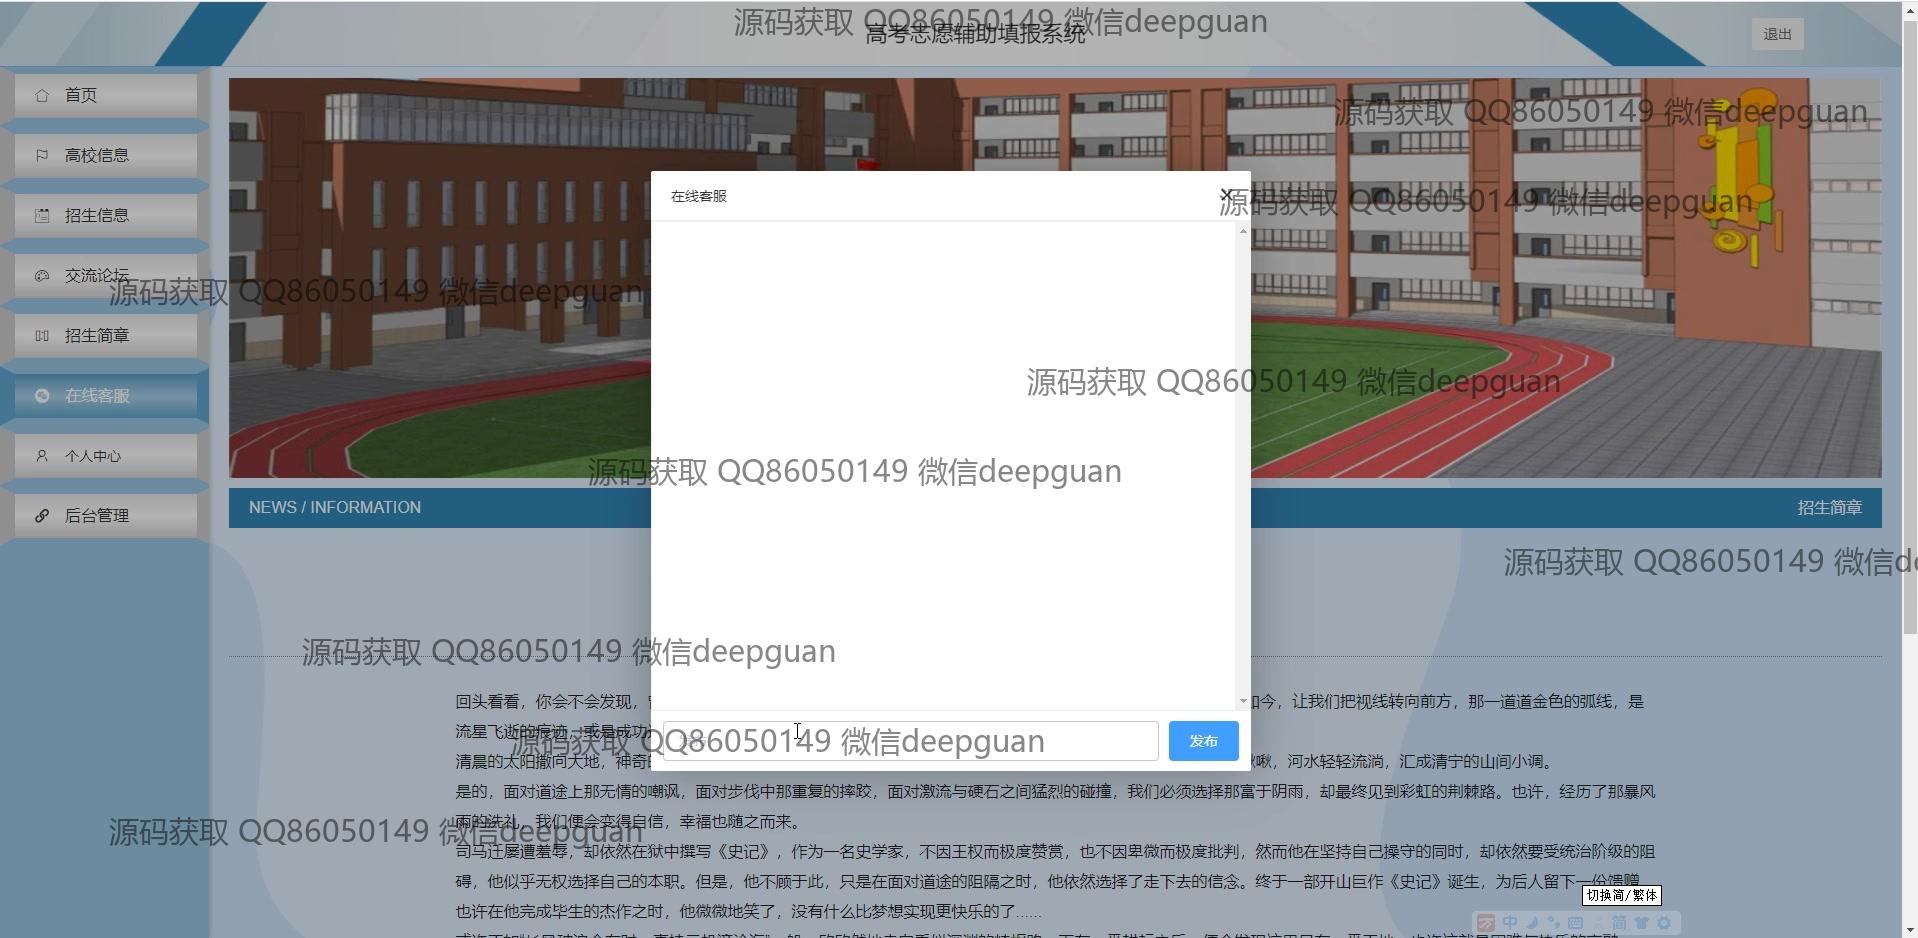 源码获取 QQ86050149 微信deepguan
高考志愿辅助填报系统
退出
首页
高校信息
招生信息
交流论坛
招生简章
在线客服
个人中心
后台管理
源码获取 QQ86050149 微信deepguan
源码获取 QQ86050149 微信deepguan
源码获取 QQ86050149 微信deepguan
在线客服
源码获取 QQ86050149 微信deepguan
源码获取 QQ86050149 微信deepguan
NEWS / INFORMATION
招生简章
源码获取 QQ86050149 微信de
源码获取 QQ86050149 微信deepguan
源码获取 QQ86050149 微信deepguan
发布
回头看看，你会不会发现，
如今，让我们把视线转向前方，那一道道金色的弧线，是
流星飞逝的痕迹，或是成功
清晨的太阳撒向大地，神奇
啾，河水轻轻流淌，汇成清宁的山间小调。
是的，面对道途上那无情的嘲讽，面对步伐中那重复的摔跤，面对激流与硬石之间猛烈的碰撞，我们必须选择那富于阴雨，却最终见到彩虹的荆棘路。也许，经历了那暴风
雨的洗礼，我们便会变得自信，幸福也随之而来。
源码获取 QQ86050149 微信deepguan
司马迁屡遭羞辱，却依然在狱中撰写《史记》，作为一名史学家，不因王权而极度赞赏，也不因卑微而极度批判，然而他在坚持自己操守的同时，却依然要受统治阶级的阻
碍，他似乎无权选择自己的本职。但是，他不顾于此，只是在面对道途的阻隔之时，他依然选择了走下去的信念。终于一部开山巨作《史记》诞生，为后人留下一份馈赠，
也许在他完成毕生的杰作之时，他微微地笑了，没有什么比梦想实现更快乐的了……
切换简/繁体
中
简